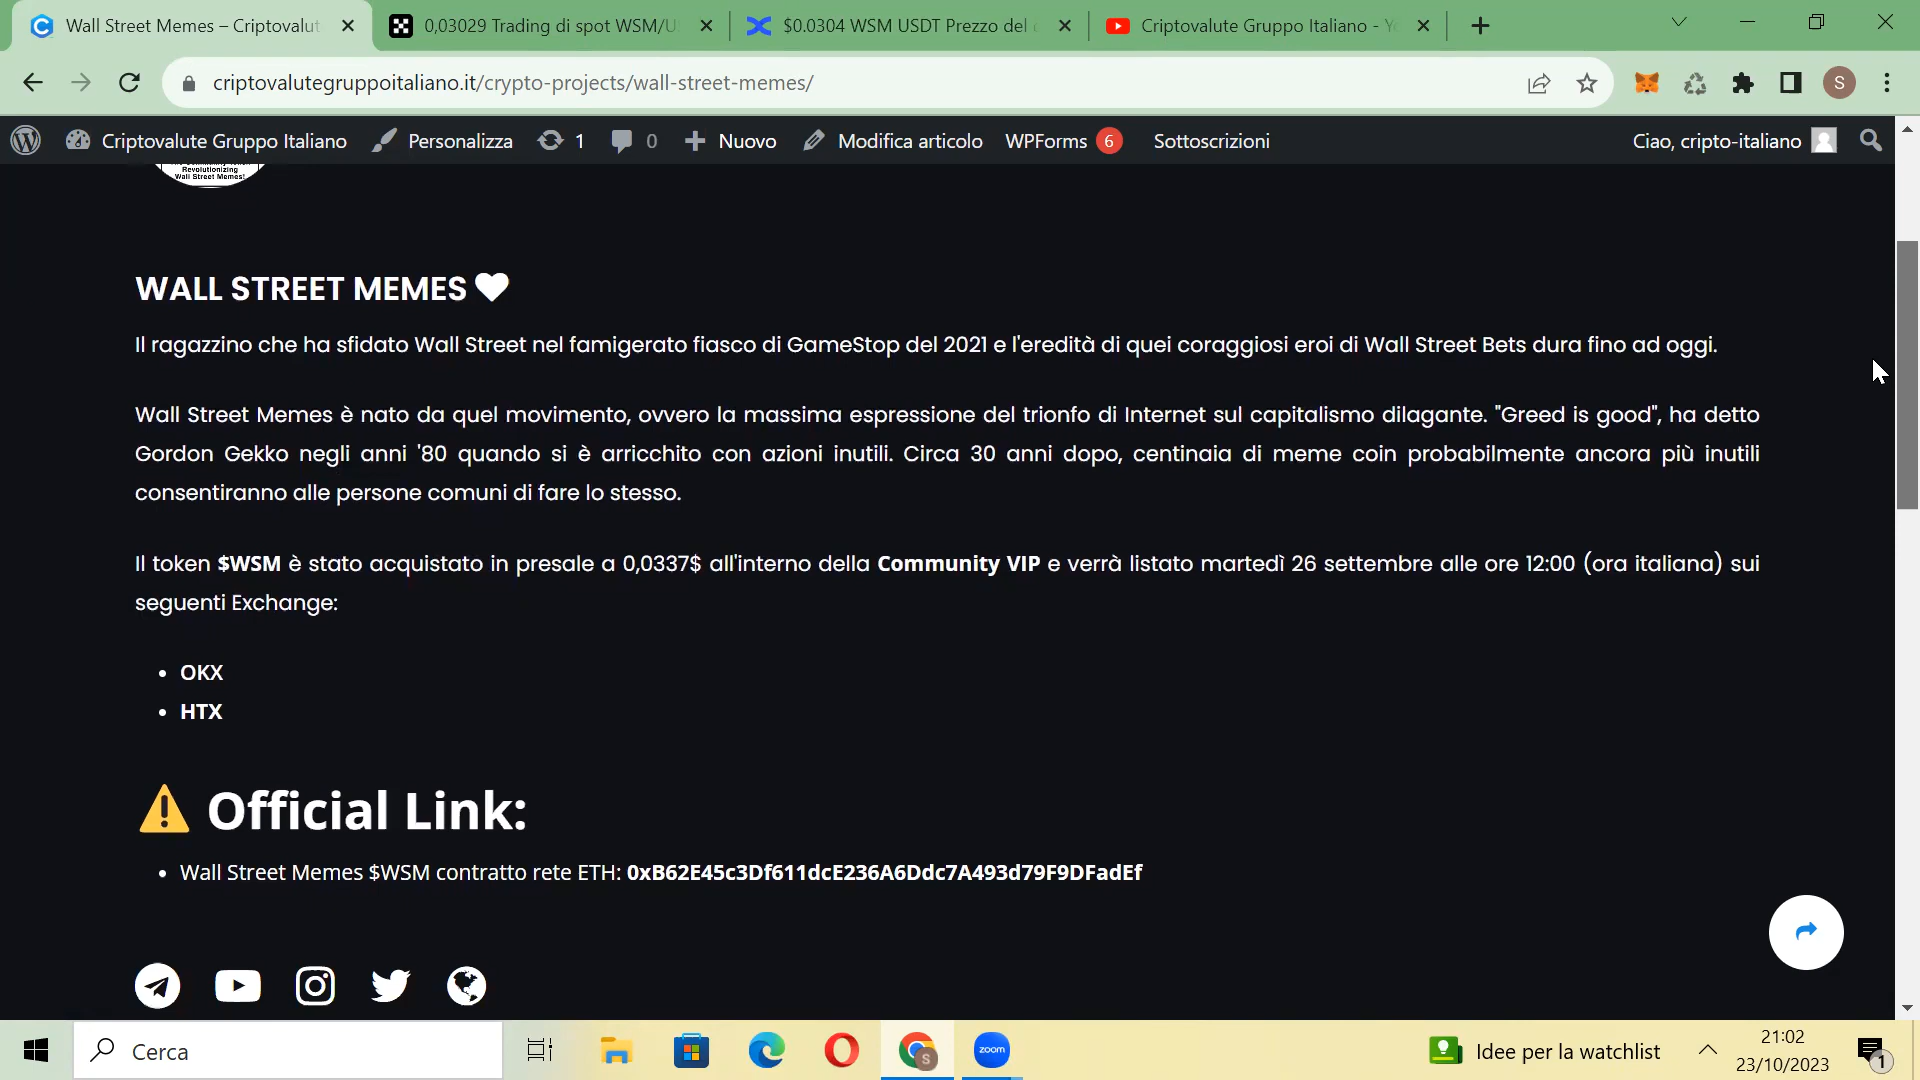 Wall Street Memes – Criptovalut
0,03029 Trading di spot WSM/U
$0.0304 WSM USDT Prezzo del
Criptovalute Gruppo Italiano - Y
criptovalutegruppoitaliano.it/crypto-projects/wall-street-memes/
S
Criptovalute Gruppo Italiano
Personalizza
1
0
Nuovo
Modifica articolo
WPForms 6
Sottoscrizioni
Ciao, cripto-italiano
Revolutionizing
Wall Street Memes!
WALL STREET MEMES
Il ragazzino che ha sfidato Wall Street nel famigerato fiasco di GameStop del 2021 e l'eredità di quei coraggiosi eroi di Wall Street Bets dura fino ad oggi.
Wall Street Memes è nato da quel movimento, ovvero la massima espressione del trionfo di Internet sul capitalismo dilagante. "Greed is good", ha detto
Gordon Gekko negli anni '80 quando si è arricchito con azioni inutili. Circa 30 anni dopo, centinaia di meme coin probabilmente ancora più inutili
consentiranno alle persone comuni di fare lo stesso.
Il token $WSM è stato acquistato in presale a 0,0337$ all'interno della Community VIP e verrà listato martedì 26 settembre alle ore 12:00 (ora italiana) sui
seguenti Exchange:
• OKX
• HTX
⚠ Official Link:
• Wall Street Memes $WSM contratto rete ETH: 0xB62E45c3Df611dcE236A6Ddc7A493d79F9DFadEf
Cerca
S
zoom
Idee per la watchlist
21:02
23/10/2023
1